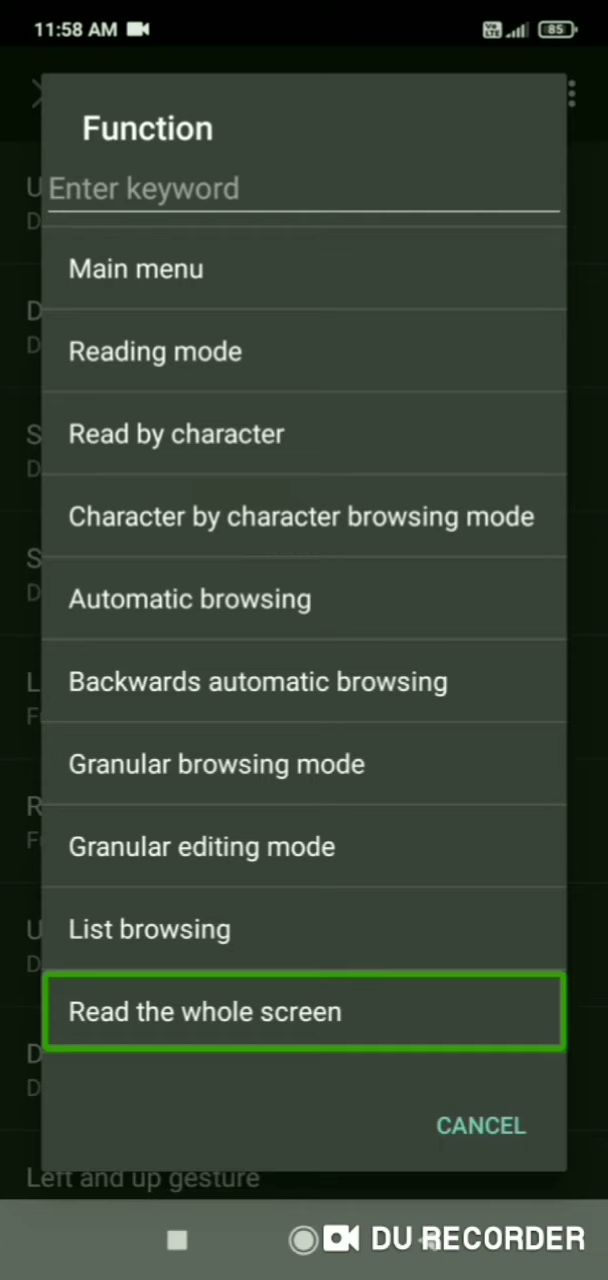 11:58 AM
85
Function
Enter keyword
Main menu
Reading mode
Read by character
Character by character browsing mode
Automatic browsing
Backwards automatic browsing
Granular browsing mode
Granular editing mode
List browsing
Read the whole screen
CANCEL
Left and up gesture
DU RECORDER